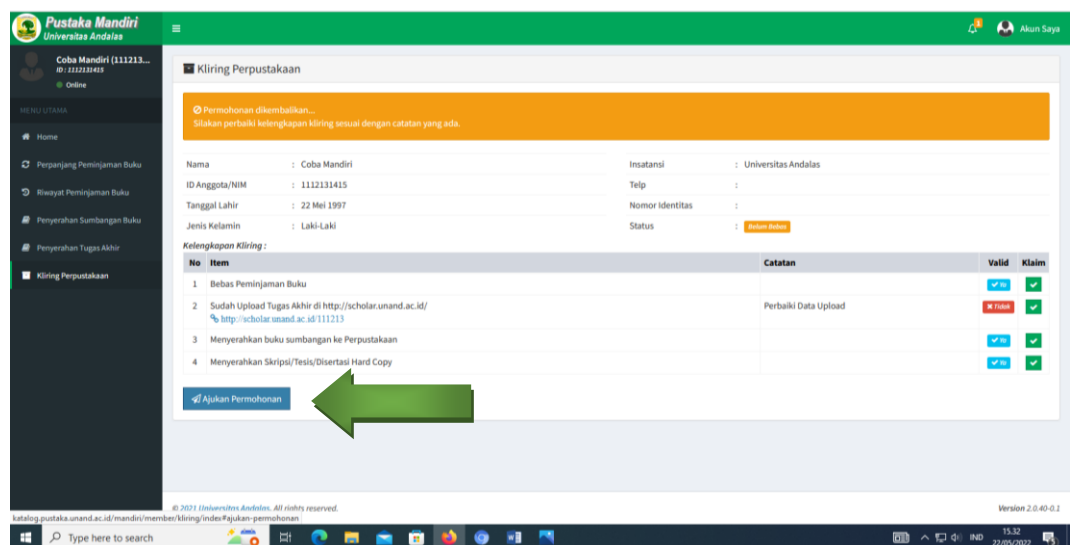 Pustaka Mandiri
Universitas Andalas
1
Akun Saya
Coba Mandiri (111213...
ID : 1112131415
Online
MENU UTAMA
Home
Perpanjang Peminjaman Buku
Riwayat Peminjaman Buku
Penyerahan Sumbangan Buku
Penyerahan Tugas Akhir
Kliring Perpustakaan
Kliring Perpustakaan
Permohonan dikembalikan...
Silakan perbaiki kelengkapan kliring sesuai dengan catatan yang ada.
Nama : Coba Mandiri Insatansi : Universitas Andalas
ID Anggota/NIM : 1112131415 Telp :
Tanggal Lahir : 22 Mei 1997 Nomor Identitas :
Jenis Kelamin : Laki-Laki Status : Belum Bebas
Kelengkapan Kliring :
No Item Catatan Valid Klaim
1 Bebas Peminjaman Buku Ya
2 Sudah Upload Tugas Akhir di http://scholar.unand.ac.id/ Perbaiki Data Upload Tidak
http://scholar.unand.ac.id/111213
3 Menyerahkan buku sumbangan ke Perpustakaan Ya
4 Menyerahkan Skripsi/Tesis/Disertasi Hard Copy Ya
Ajukan Permohonan
© 2021 Universitas Andalas. All rights reserved. Version 2.0.40-0.1
katalog.pustaka.unand.ac.id/mandiri/member/kliring/index#ajukan-permohonan
Type here to search
IND
15.32
22/05/2022